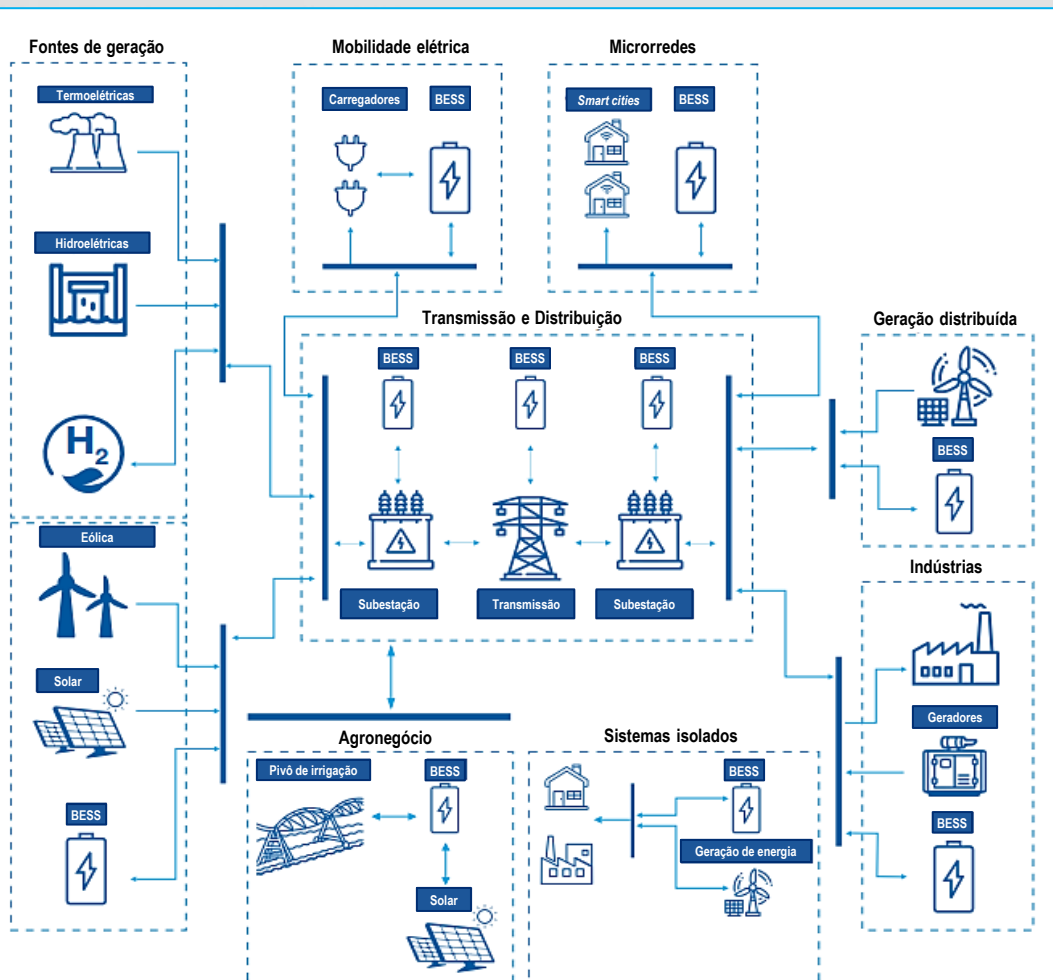 Fontes de geração
Mobilidade elétrica
Microrredes
Termoelétricas
Carregadores
BESS
Smart cities
BESS
Hidroelétricas
H2
Transmissão e Distribuição
BESS
BESS
BESS
Subestação
Transmissão
Subestação
Geração distribuída
BESS
Eólica
Solar
BESS
Indústrias
Geradores
BESS
Agronegócio
Pivô de irrigação
BESS
Solar
Sistemas isolados
BESS
Geração de energia